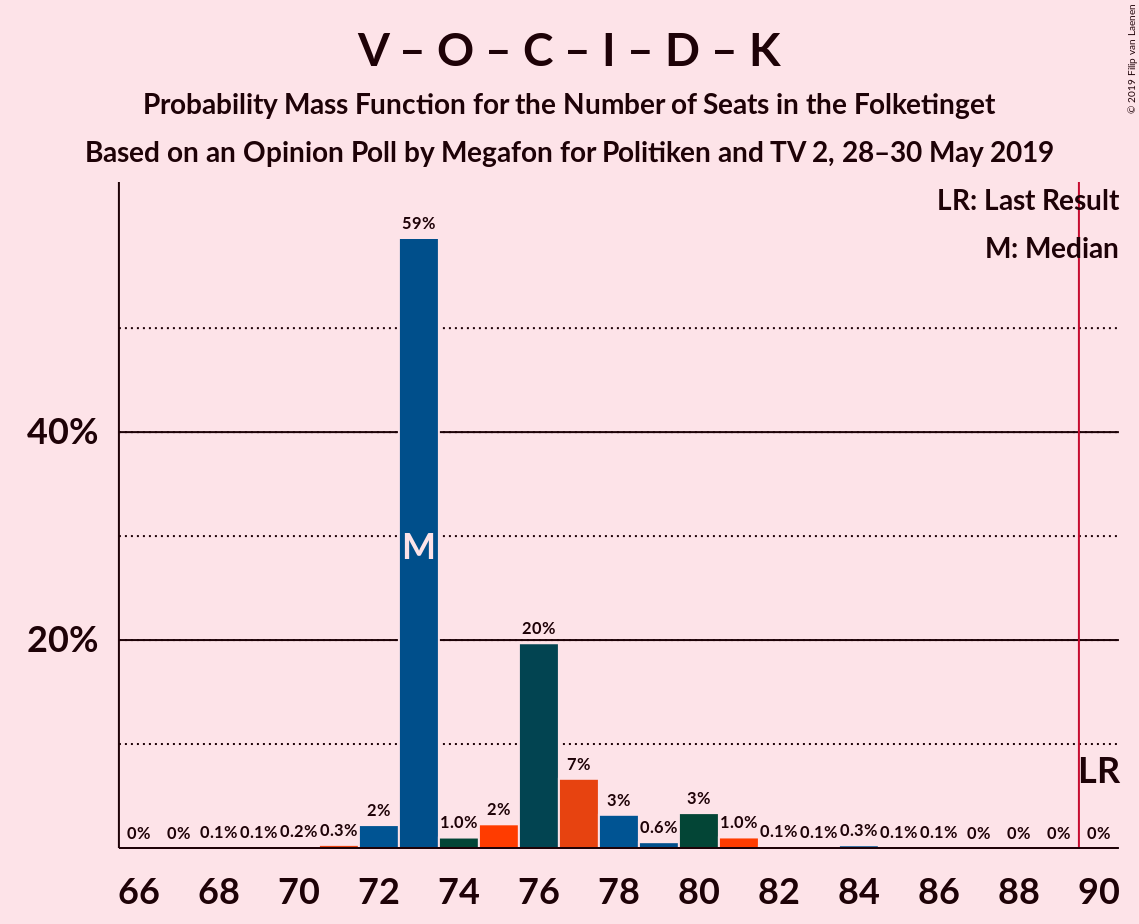 V – O – C – I – D – K
Probability Mass Function for the Number of Seats in the Folketinget
Based on an Opinion Poll by Megafon for Politiken and TV 2, 28–30 May 2019
© 2019 Filip van Laenen
LR: Last Result
M: Median
59%
40%
M
20%
20%
LR
7%
3%
3%
2%
2%
1.0%
1.0%
0% 0% 0.1% 0.1% 0.2% 0.3% 0.6% 0.1% 0.1% 0.3% 0.1% 0.1% 0% 0% 0% 0%
66 68 70 72 74 76 78 80 82 84 86 88 90